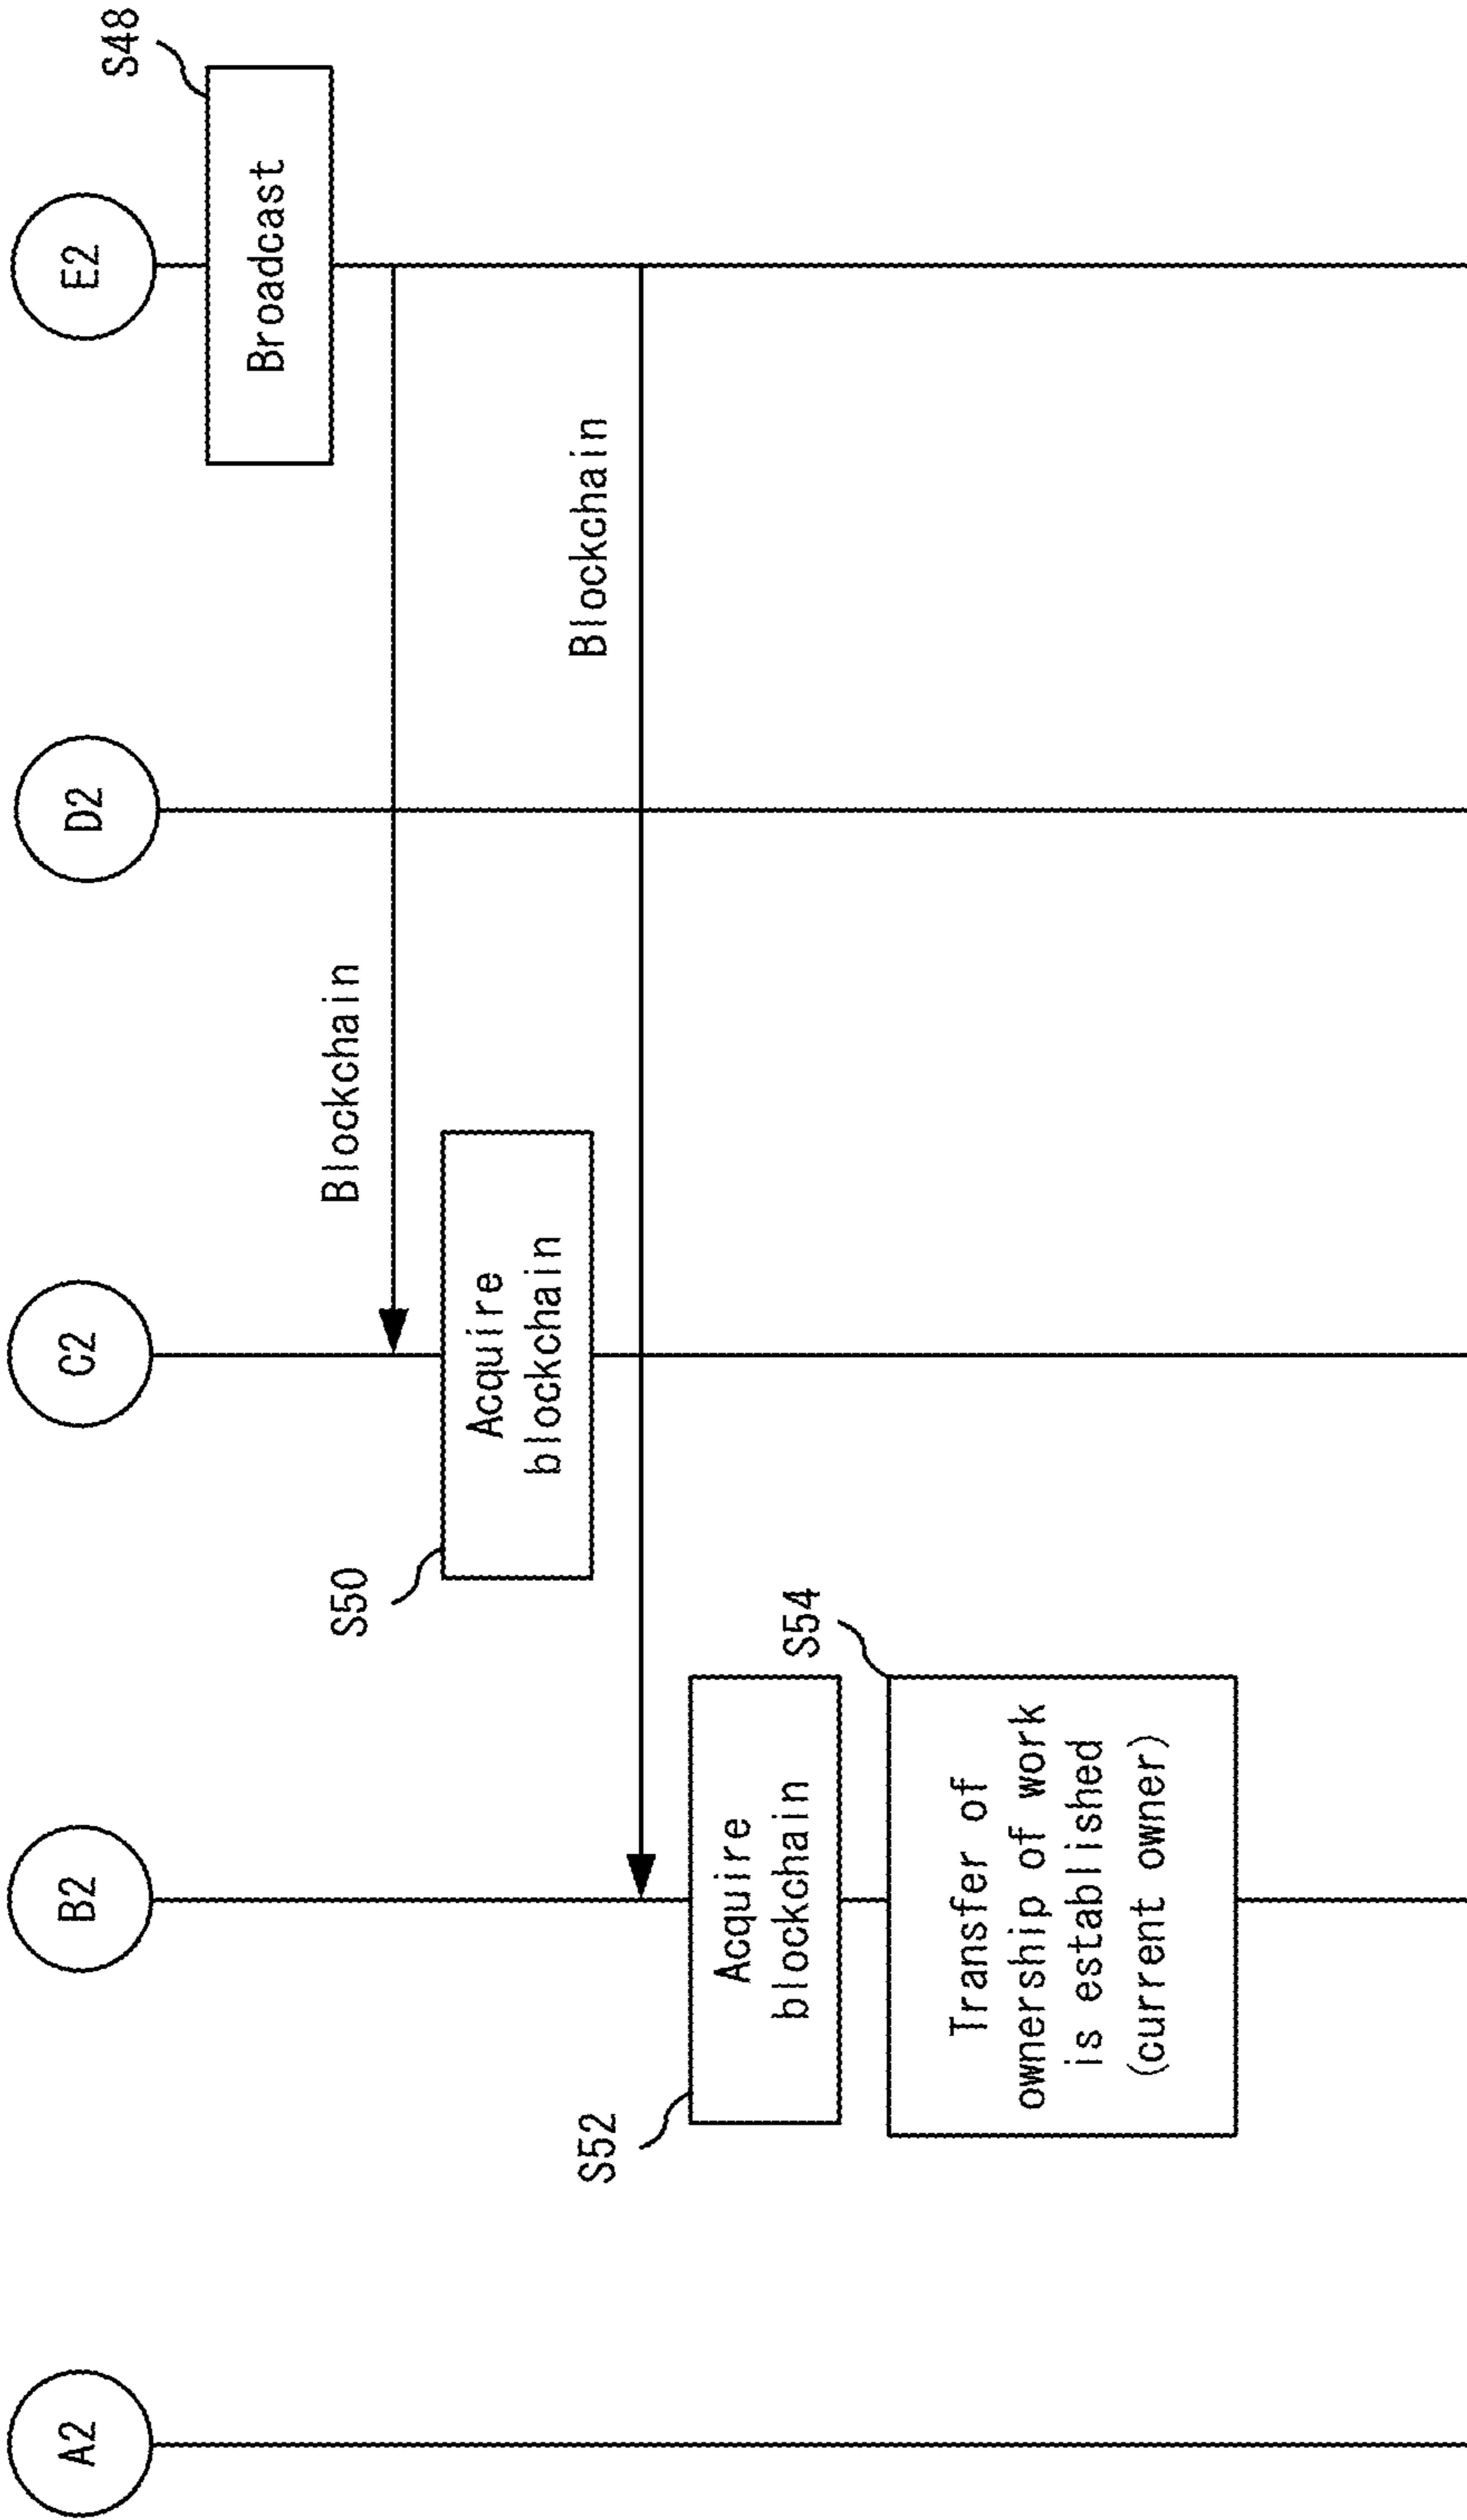 A2
B2
C2
D2
E2
S48
Broadcast
Blockchain
S50
Acquire
blockchain
Blockchain
S52
Acquire
blockchain
S54
Transfer of
ownership of work
is established
(current owner)